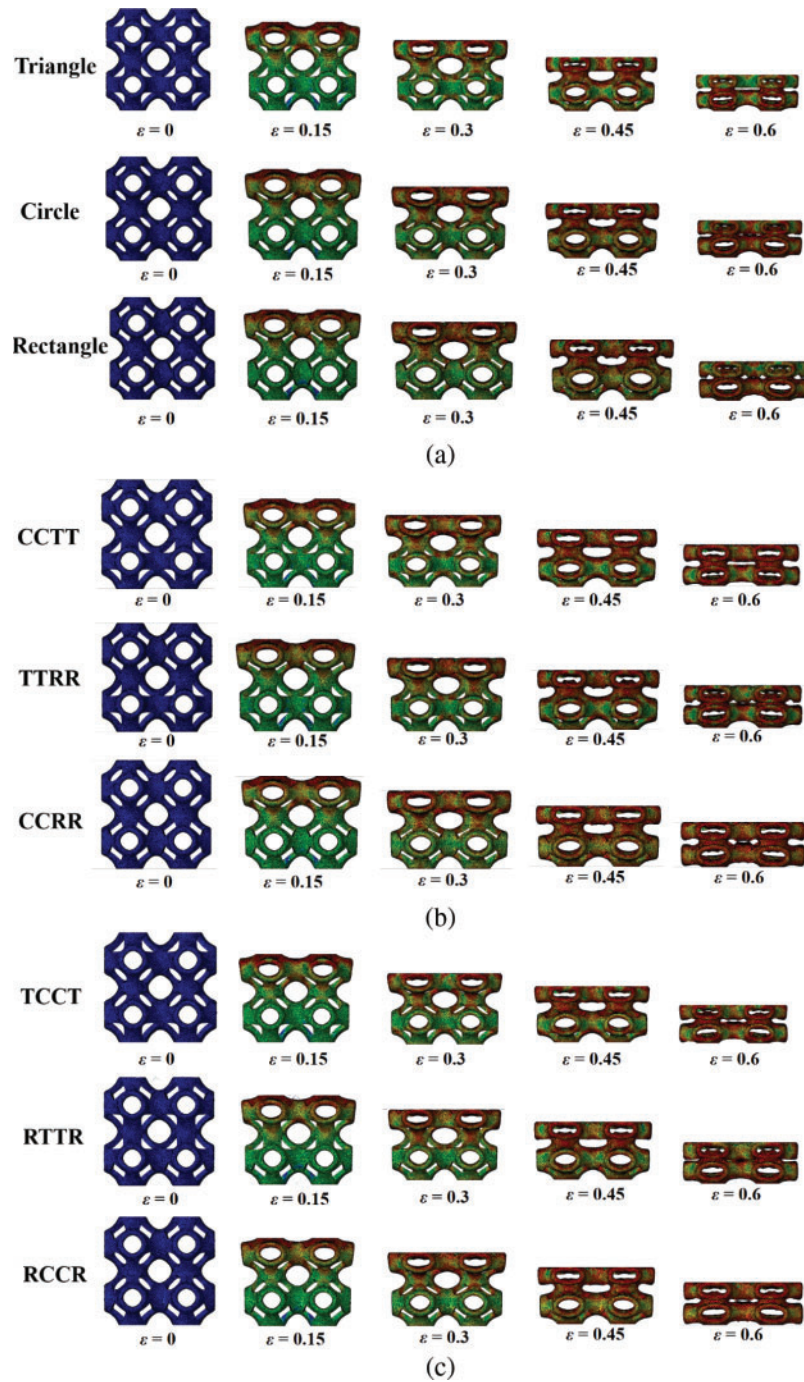 Triangle
ε = 0 ε = 0.15 ε = 0.3 ε = 0.45 ε = 0.6
Circle
ε = 0 ε = 0.15 ε = 0.3 ε = 0.45 ε = 0.6
Rectangle
ε = 0 ε = 0.15 ε = 0.3 ε = 0.45 ε = 0.6
(a)
CCTT
ε = 0 ε = 0.15 ε = 0.3 ε = 0.45 ε = 0.6
TTRR
ε = 0 ε = 0.15 ε = 0.3 ε = 0.45 ε = 0.6
CCRR
ε = 0 ε = 0.15 ε = 0.3 ε = 0.45 ε = 0.6
(b)
TCCT
ε = 0 ε = 0.15 ε = 0.3 ε = 0.45 ε = 0.6
RTTR
ε = 0 ε = 0.15 ε = 0.3 ε = 0.45 ε = 0.6
RCCR
ε = 0 ε = 0.15 ε = 0.3 ε = 0.45 ε = 0.6
(c)